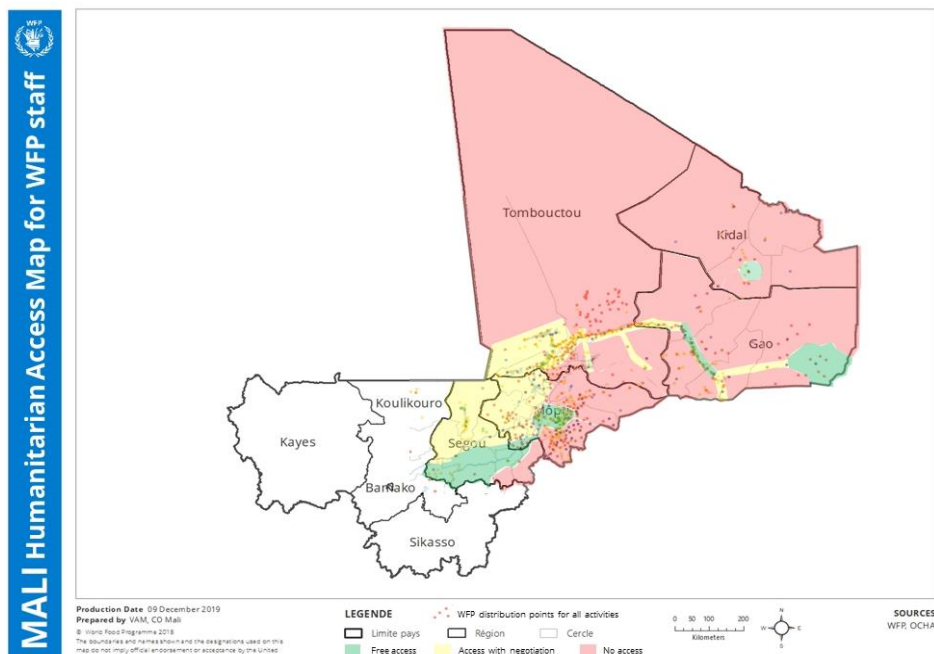 MALI Humanitarian Access Map for WFP staff
WFP
Tombouctou
Kidal
Gao
Koulikouro
Kayes
Segou
Bamako
Sikasso
Production Date 09 December 2019
Prepared by VAM, CO Mali
© World Food Programme 2018
The boundaries and names shown and the designations used on this
map do not imply official endorsement or acceptance by the United
LEGENDE
WFP distribution points for all activities
Limite pays
Région
Cercle
Free access
Access with negotiation
No access
0 50 100 200
Kilometers
N
W
E
S
SOURCES
WFP, OCHA